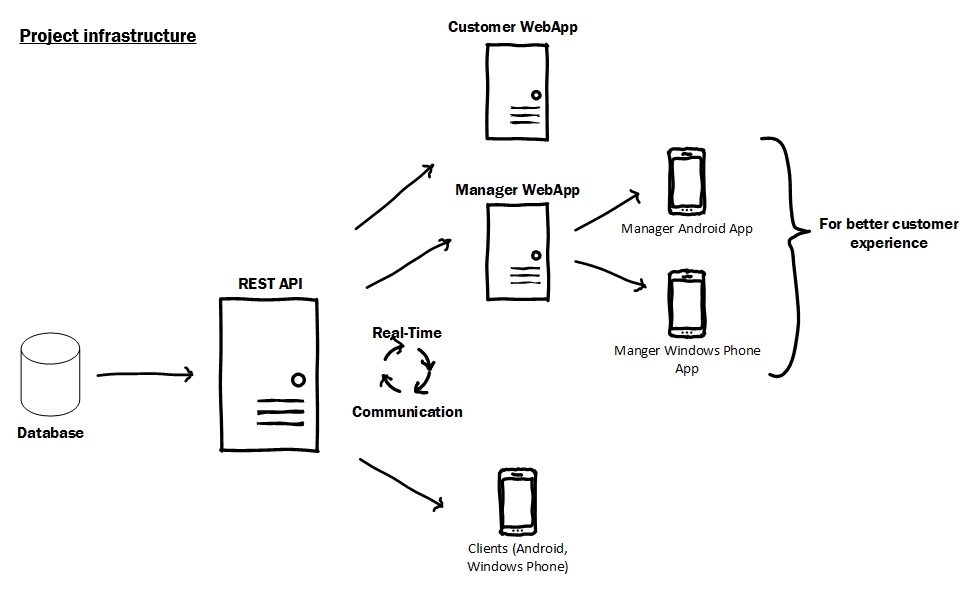 Project infrastructure
Customer WebApp
Manager WebApp
Manager Android App
For better customer
experience
REST API
Real-Time
Manger Windows Phone
App
Communication
Database
Clients (Android,
Windows Phone)